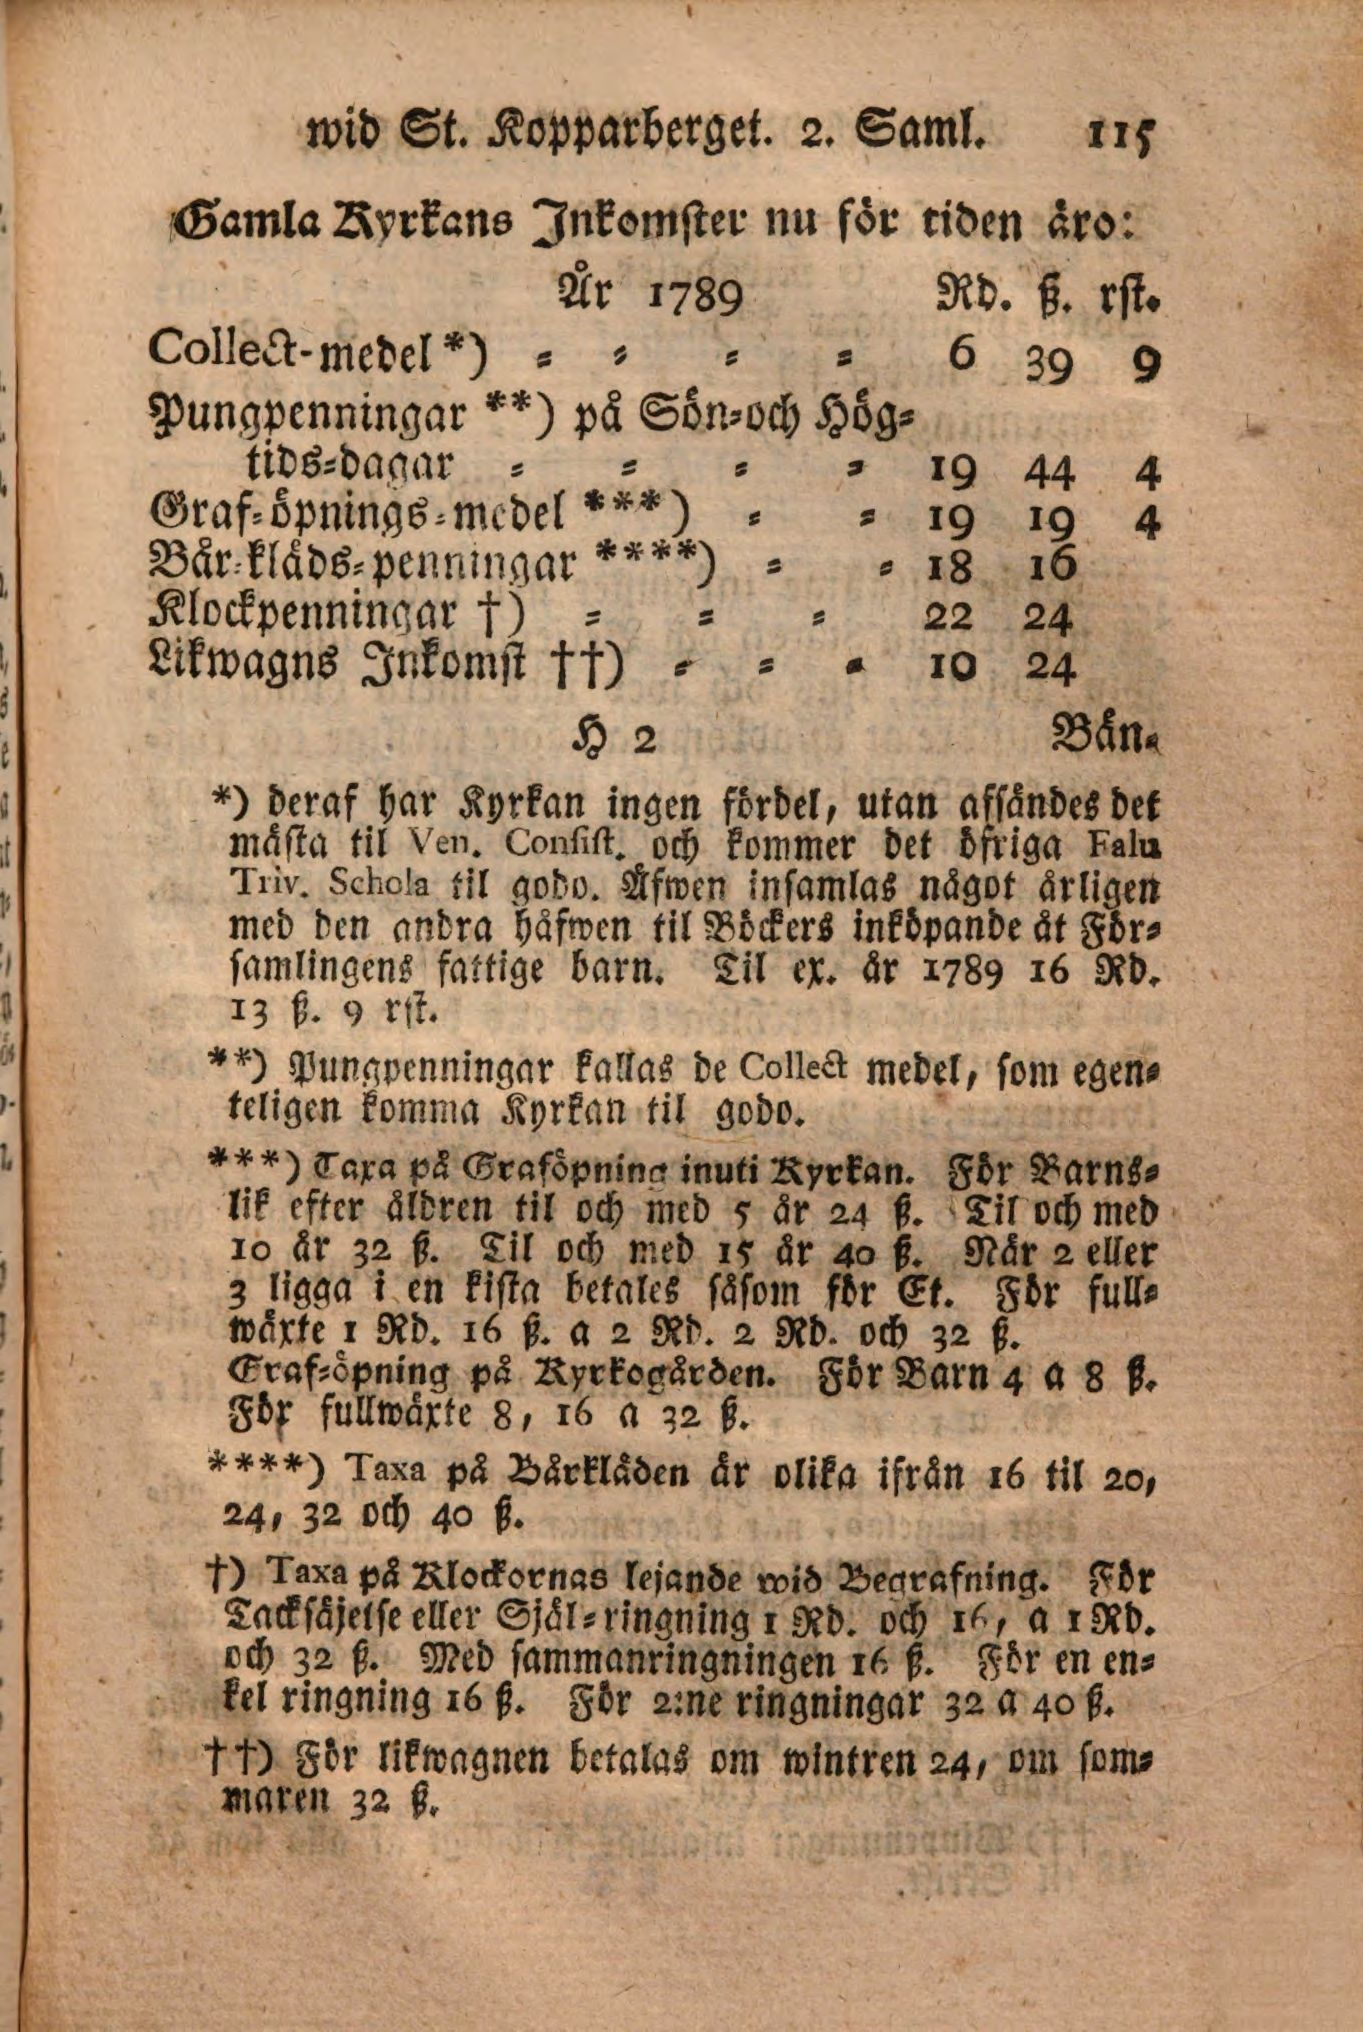 wid St. Kopparberget. 2. Saml. 115
Gamla Kyrkans Inkomster nu för tiden äro:
År 1789 Rd. ß. rst.
Collect-medel *) = = = = 6 39 9
Pungpenningar **) på Sön=och Hög=
tids=dagar = = = = 19 44 4
Graf=öpnings=medel ***) = = 19 19 4
Bår=kläds=penningar ****) = = 18 16
Klockpenningar †) = = = 22 24
Likwagns Inkomst ††) = = = 10 24
H 2 Bän=
*) deraf har Kyrkan ingen fördel, utan afsändes det
mästa til Ven. Consist. och kommer det öfriga Falu
Triv. Schola til godo. Äfwen insamlas något årligen
med den andra håfwen til Böckers inköpande åt För=
samlingens fattige barn. Til ex. år 1789 16 Rd.
13 ß. 9 rst.
**) Pungpenningar kallas de Collect medel, som egen=
teligen komma Kyrkan til godo.
***) Taxa på Graföpning inuti Kyrkan. För Barns=
lik efter åldren til och med 5 år 24 ß. Til och med
10 år 32 ß. Til och med 15 år 40 ß. När 2 eller
3 ligga i en kista betales såsom för Et. För full=
wäxte 1 Rd. 16 ß. a 2 Rd. 2 Rd. och 32 ß.
Graf=öpning på Kyrkogården. För Barn 4 a 8 ß.
För fullwäxte 8, 16 a 32 ß.
****) Taxa på Bårkläden är olika ifrån 16 til 20,
24, 32 och 40 ß.
†) Taxa på Klockornas lejande wid Begrafning. För
Tacksäjelse eller Själ=ringning 1 Rd. och 16, a 1 Rd.
och 32 ß. Med sammanringningen 16 ß. För en en=
kel ringning 16 ß. För 2:ne ringningar 32 a 40 ß.
††) För likwagnen betalas om wintren 24, om som=
maren 32 ß.